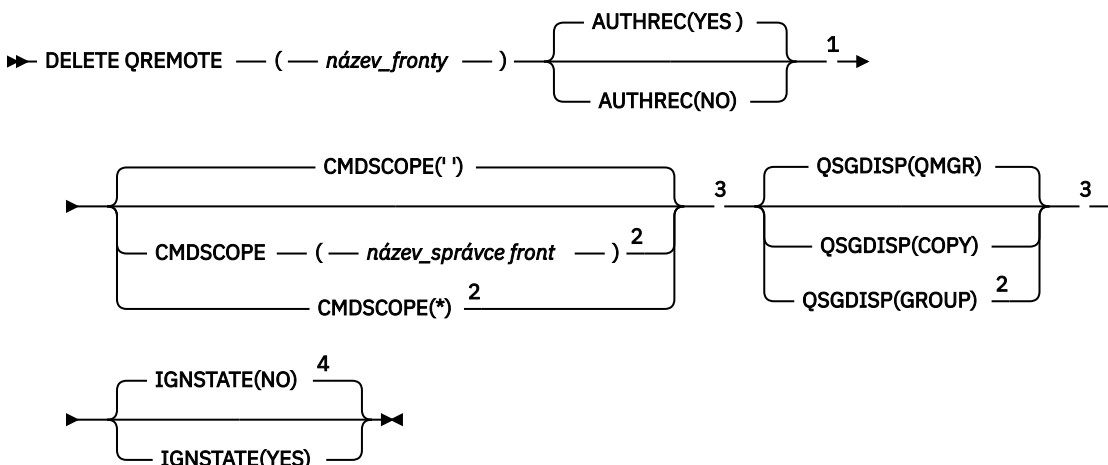 AUTHREC(YES )
DELETE QREMOTE ( název_fronty ) 1
AUTHREC(NO)
CMDSCOPE(' ') QSGDISP(QMGR)
3 3
CMDSCOPE ( název_správce front ) 2 QSGDISP(COPY)
CMDSCOPE(*) 2 QSGDISP(GROUP) 2
IGNSTATE(NO) 4
IGNSTATE(YES)